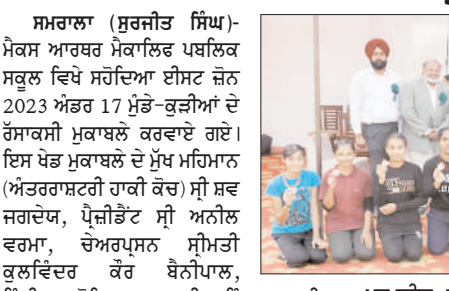 ਸਮਰਾਲਾ (ਸੁਰਜੀਤ ਸਿੰਘ)-
ਮੈਕਸ ਆਰਥਰ ਮੈਕਾਲਿਫ ਪਬਲਿਕ
ਸਕੂਲ ਵਿਖੇ ਸਹੋਦਿਆ ਈਸਟ ਜ਼ੋਨ
2023 ਅੰਡਰ 17 ਮੁੰਡੇ-ਕੁੜੀਆਂ ਦੇ
ਰੱਸਾਕਸੀ ਮੁਕਾਬਲੇ ਕਰਵਾਏ ਗਏ।
ਇਸ ਖੇਡ ਮੁਕਾਬਲੇ ਦੇ ਮੁੱਖ ਮਹਿਮਾਨ
(ਅੰਤਰਰਾਸ਼ਟਰੀ ਹਾਕੀ ਕੋਚ) ਸ੍ਰੀ ਸ਼ਵ
ਜਗਦੇਯ, ਪ੍ਰੈਜ਼ੀਡੈਂਟ ਸ੍ਰੀ ਅਨੀਲ
ਵਰਮਾ, ਚੇਅਰਪ੍ਰਸਨ ਸ੍ਰੀਮਤੀ
ਕੁਲਵਿੰਦਰ ਕੌਰ ਬੈਨੀਪਾਲ,